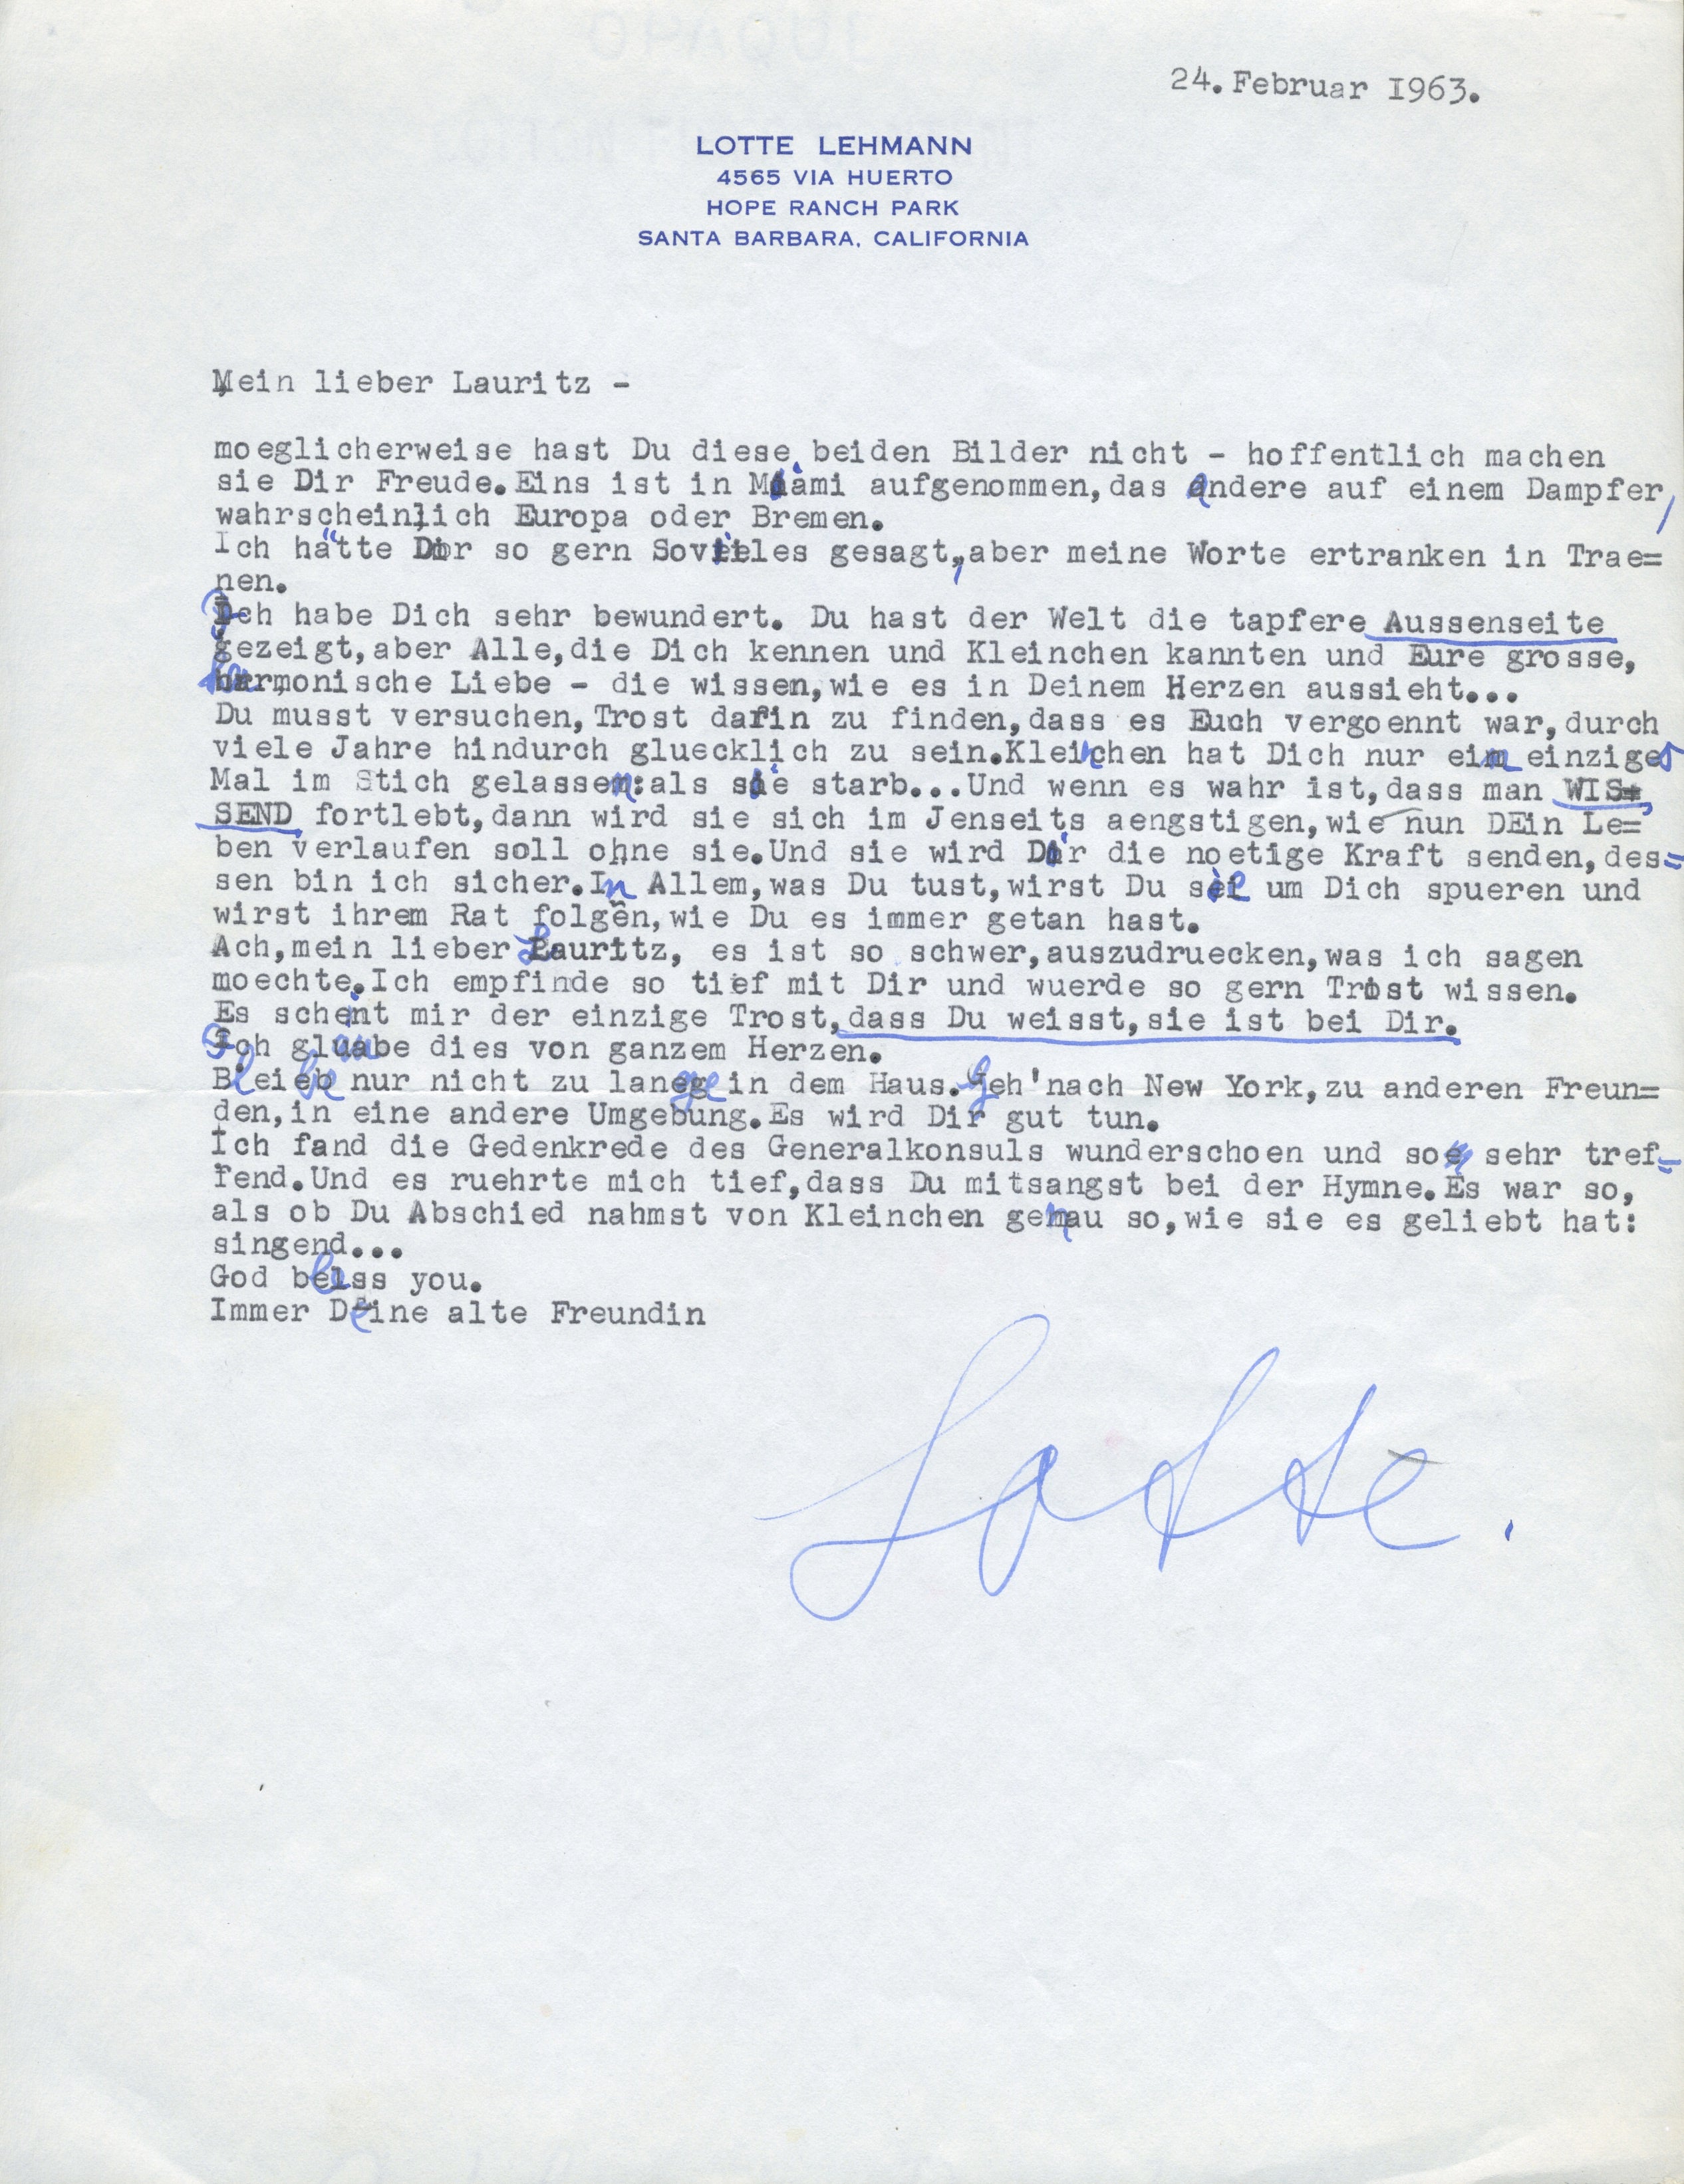 24.Februar 1963.
LOTTE LEHMANN
4565 VIA HUERTO
HOPE RANCH PARK
SANTA BARBARA, CALIFORNIA
Mein lieber Lauritz -
moeglicherweise hast Du diese beiden Bilder nicht - hoffentlich machen
sie Dir Freude.Eins ist in Miami aufgenommen,das andere auf einem Dampfer,
wahrscheinlich Europa oder Bremen.
Ich hätte Dir so gern Sovieles gesagt,aber meine Worte ertranken in Trae=
nen.
Ich habe Dich sehr bewundert. Du hast der Welt die tapfere Aussenseite
gezeigt,aber Alle,die Dich kennen und Kleinchen kannten und Eure grosse,
harmonische Liebe - die wissen,wie es in Deinem Herzen aussieht...
Du musst versuchen,Trost darin zu finden,dass es Euch vergoennt war,durch
viele Jahre hindurch gluecklich zu sein.Kleinchen hat Dich nur ein einziges
Mal im Stich gelassen:als sie starb...Und wenn es wahr ist,dass man WIS=
SEND fortlebt,dann wird sie sich im Jenseits aengstigen,wie nun DEin Le=
ben verlaufen soll ohne sie.Und sie wird Dir die noetige Kraft senden,des=
sen bin ich sicher.In Allem,was Du tust,wirst Du sie um Dich spueren und
wirst ihrem Rat folgen,wie Du es immer getan hast.
Ach,mein lieber Lauritz, es ist so schwer,auszudruecken,was ich sagen
moechte.Ich empfinde so tief mit Dir und wuerde so gern Trost wissen.
Es scheint mir der einzige Trost,dass Du weisst,sie ist bei Dir.
Ich glaube dies von ganzem Herzen.
Bleibe nur nicht zu lange in dem Haus.Geh'nach New York,zu anderen Freun=
den,in eine andere Umgebung.Es wird Dir gut tun.
Ich fand die Gedenkrede des Generalkonsuls wunderschoen und so sehr tref=
fend.Und es ruehrte mich tief,dass Du mitsangst bei der Hymne.Es war so,
als ob Du Abschied nahmst von Kleinchen genau so,wie sie es geliebt hat:
singend...
God bless you.
Immer Deine alte Freundin
Lotte.